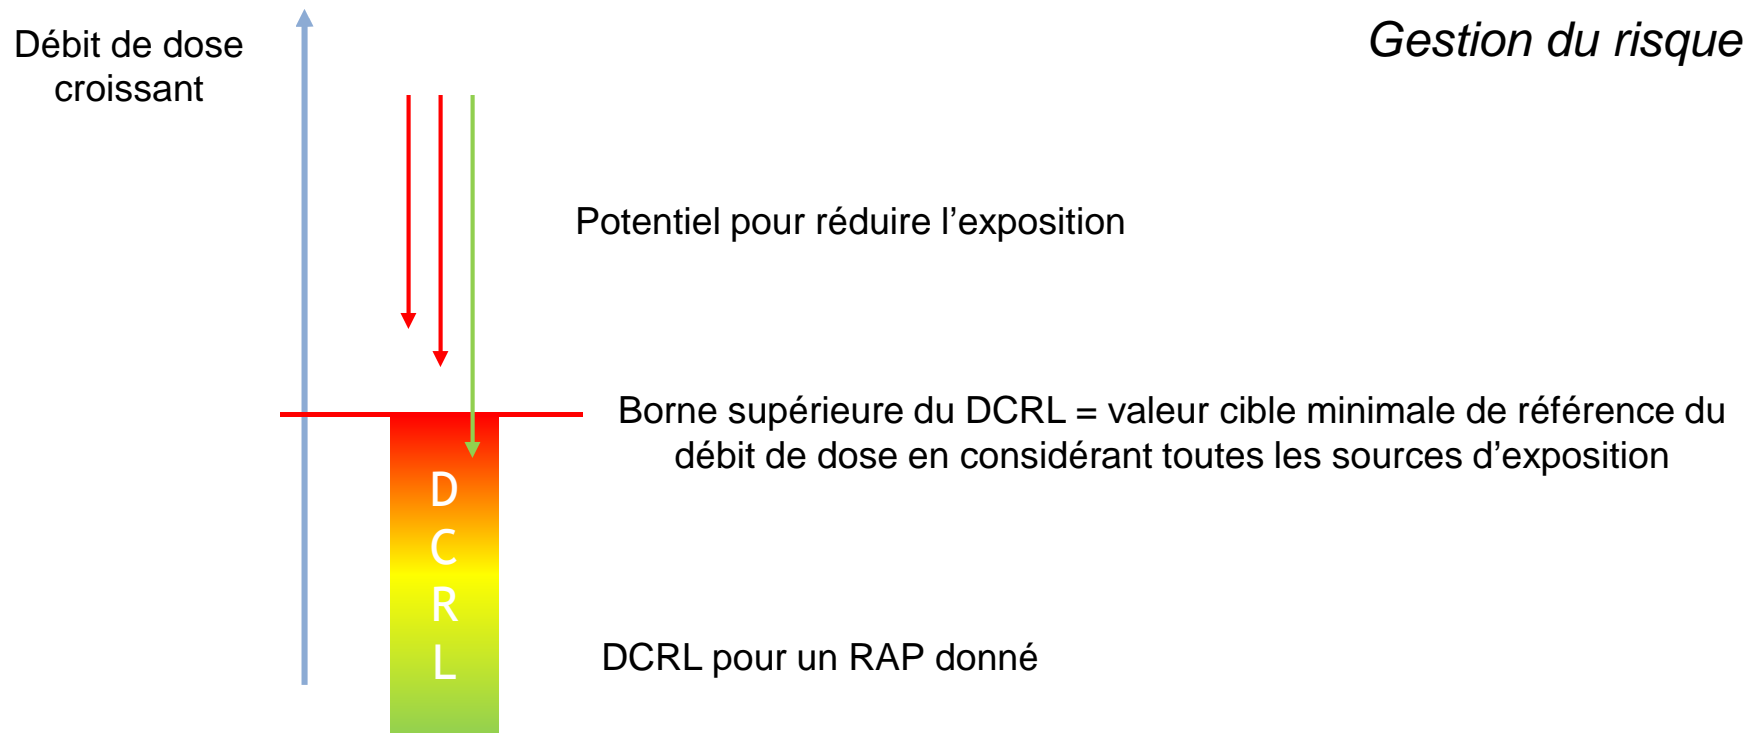 Débit de dose
croissant
Gestion du risque
Potentiel pour réduire l’exposition
Borne supérieure du DCRL = valeur cible minimale de référence du
débit de dose en considérant toutes les sources d’exposition
D
C
R
L
DCRL pour un RAP donné